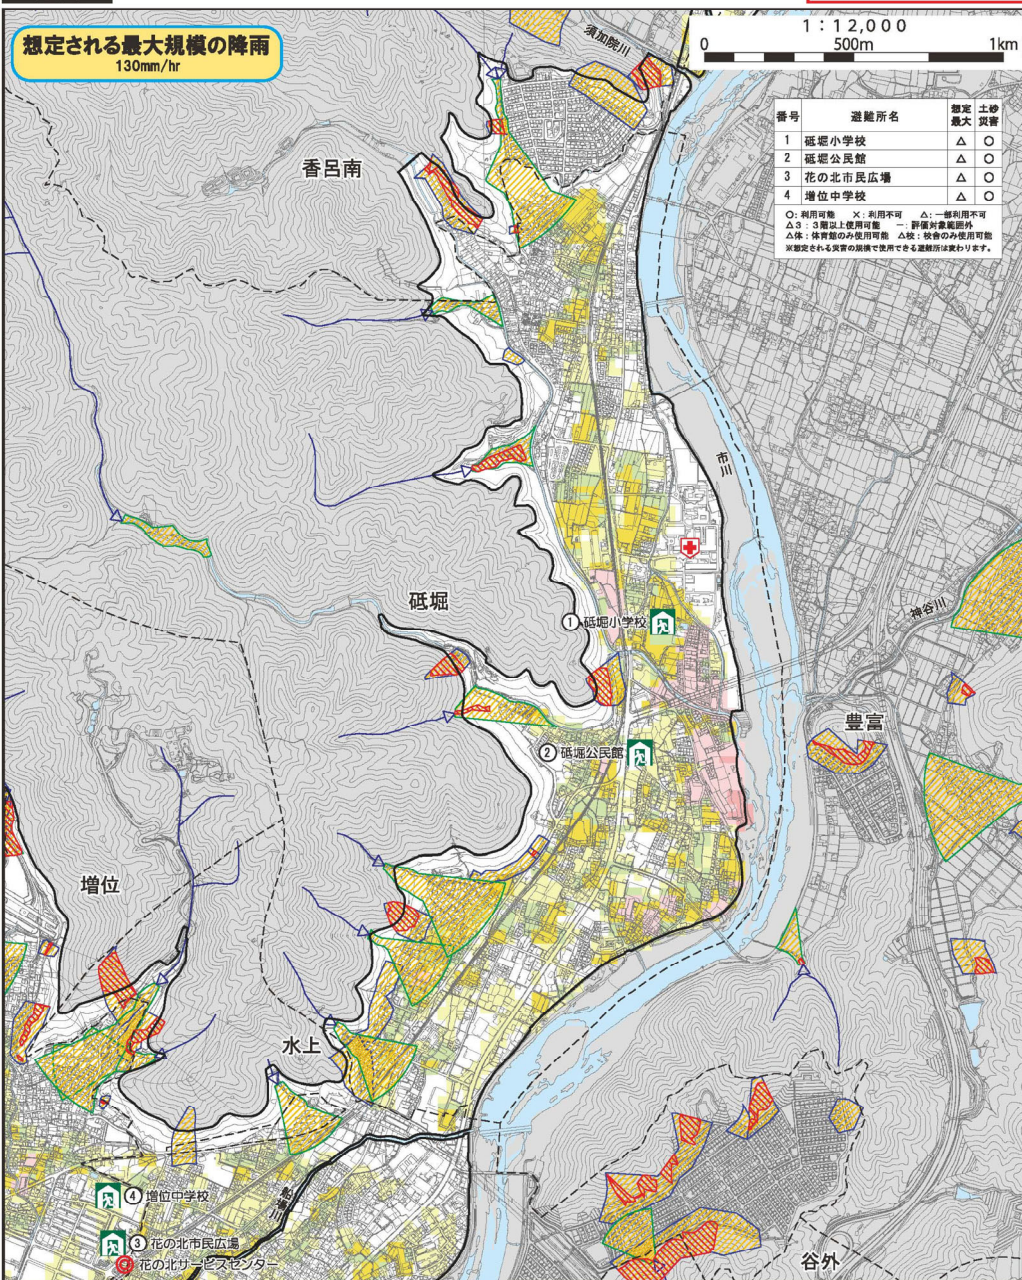 想定される最大規模の降雨
130mm/hr
1:12,000
0 500m 1km
須加院川
番号 避難所名 想定最大 土砂災害
1 砥堀小学校 △ ○
2 砥堀公民館 △ ○
3 花の北市民広場 △ ○
4 増位中学校 △ ○
○:利用可能 ×:利用不可 △:一部利用不可
△3:3階以上使用可能 ー:評価対象範囲外
△体:体育館のみ使用可能 △校:校舎のみ使用可能
※想定される災害の規模で使用できる避難所は変わります。
香呂南
市川
砥堀
神谷川
① 砥堀小学校
豊富
② 砥堀公民館
増位
水上
④ 増位中学校
船場川
③ 花の北市民広場
花の北サービスセンター
谷外